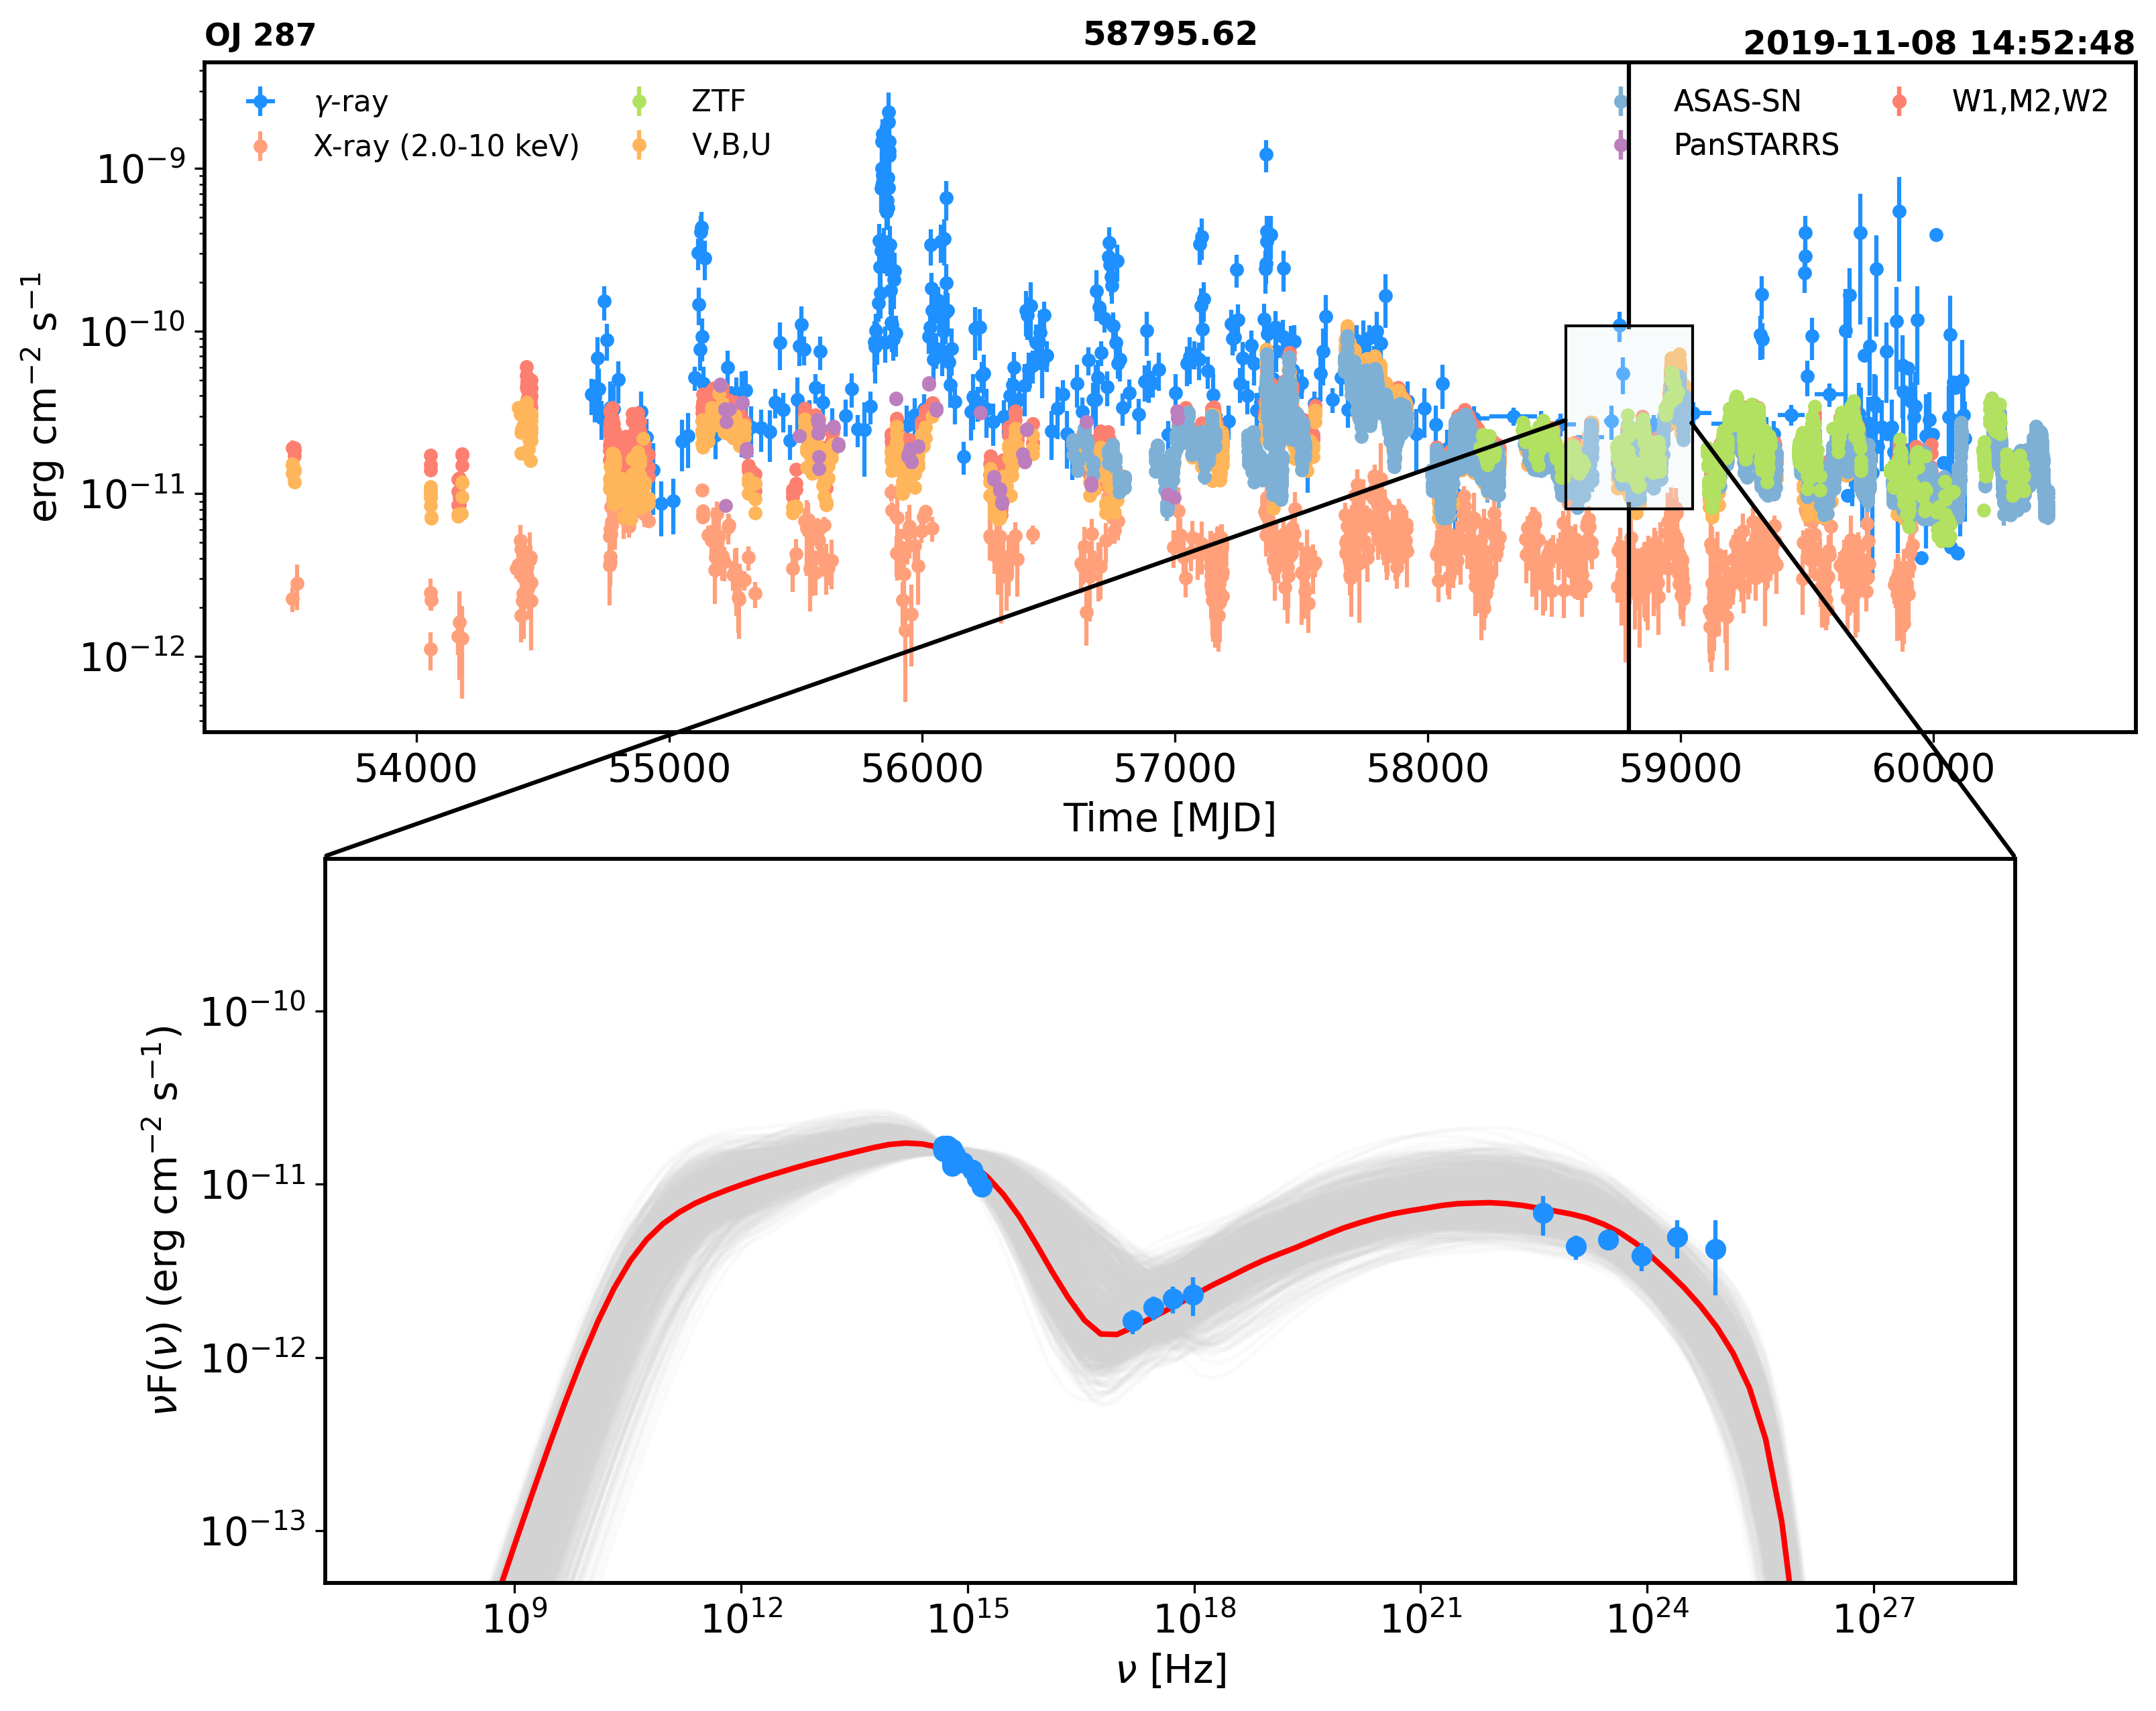 OJ 287 58795.62 2019-11-08 14:52:48
γ-ray ZTF ASAS-SN W1,M2,W2
X-ray (2.0-10 keV) V,B,U PanSTARRS
erg cm⁻² s⁻¹
10⁻⁹
10⁻¹⁰
10⁻¹¹
10⁻¹²
54000 55000 56000 57000 58000 59000 60000
Time [MJD]
νF(ν) (erg cm⁻² s⁻¹)
10⁻¹⁰
10⁻¹¹
10⁻¹²
10⁻¹³
10⁹ 10¹² 10¹⁵ 10¹⁸ 10²¹ 10²⁴ 10²⁷
ν [Hz]